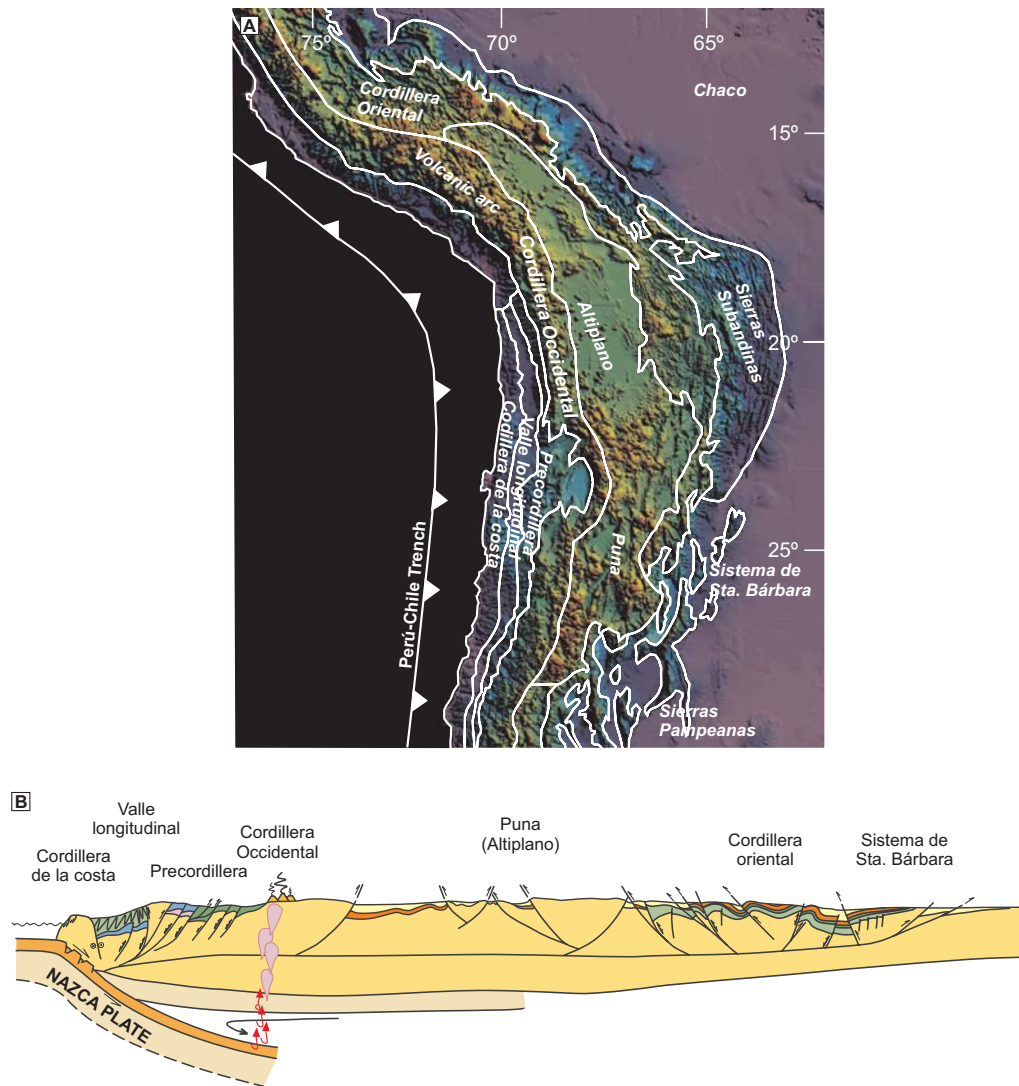 A
75º
70º
65º
Chaco
Cordillera
Oriental
15º
Volcanic arc
Cordillera Occidental
Altiplano
Sierras
Subandinas
20º
Codillera de la costa
Valle longitudinal
Precordillera
Perú-Chile Trench
Puna
25º
Sistema de
Sta. Bárbara
Sierras
Pampeanas
B
Valle
longitudinal
Cordillera
de la costa
Precordillera
Cordillera
Occidental
Puna
(Altiplano)
Cordillera
oriental
Sistema de
Sta. Bárbara
NAZCA PLATE